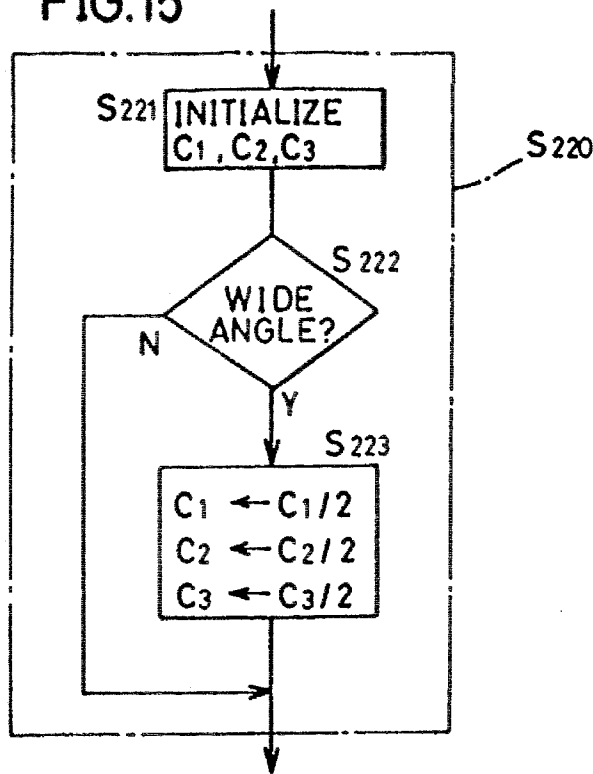 FIG.15
S221
INITIALIZE
C1, C2, C3
S220
S222
WIDE
ANGLE?
N
Y
S223
C1 ← C1/2
C2 ← C2/2
C3 ← C3/2